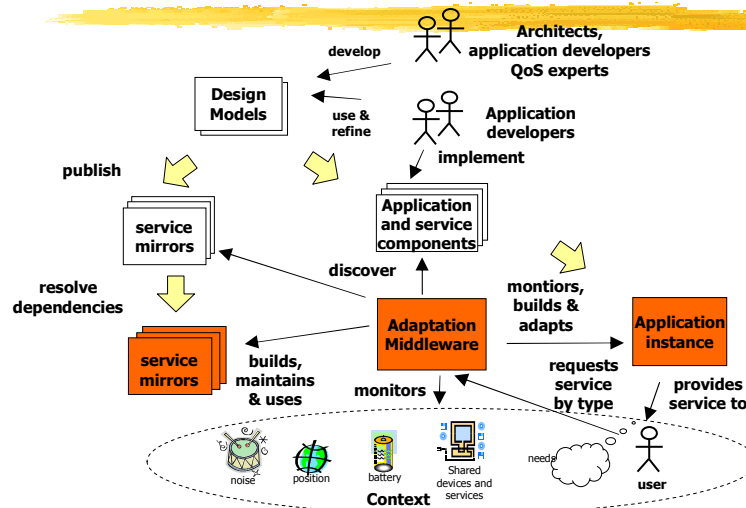 Architects,
application developers
QoS experts
develop
Design
Models
use &
refine
Application
developers
implement
publish
service
mirrors
Application
and service
components
discover
resolve
dependencies
montiors,
builds &
adapts
Adaptation
Middleware
Application
instance
service
mirrors
builds,
maintains
& uses
monitors
requests
service
by type
provides
service to
noise
position
battery
Shared
devices and
services
needs
user
Context